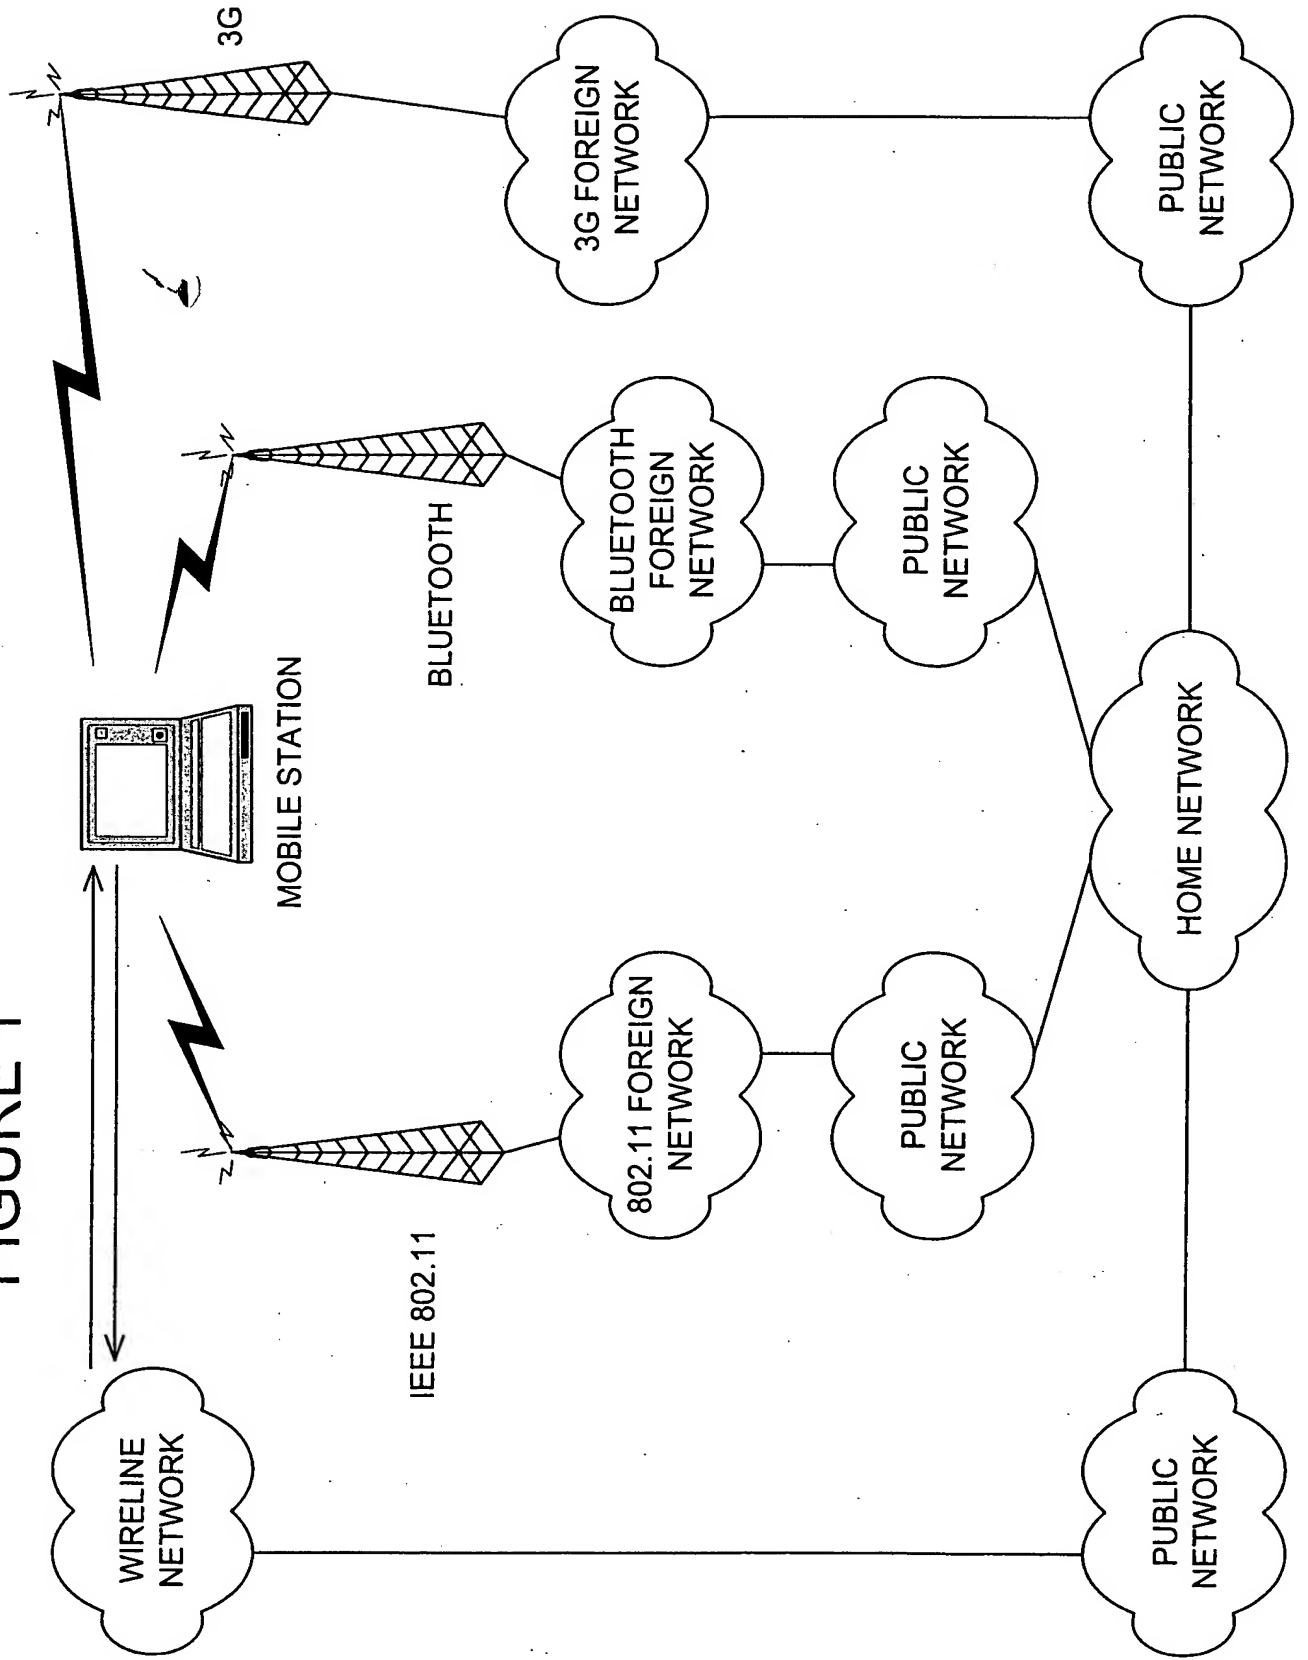 FIGURE 1
WIRELINE
NETWORK
3G
MOBILE STATION
IEEE 802.11
BLUETOOTH
802.11 FOREIGN
NETWORK
BLUETOOTH
FOREIGN
NETWORK
3G FOREIGN
NETWORK
PUBLIC
NETWORK
PUBLIC
NETWORK
PUBLIC
NETWORK
HOME NETWORK
PUBLIC
NETWORK